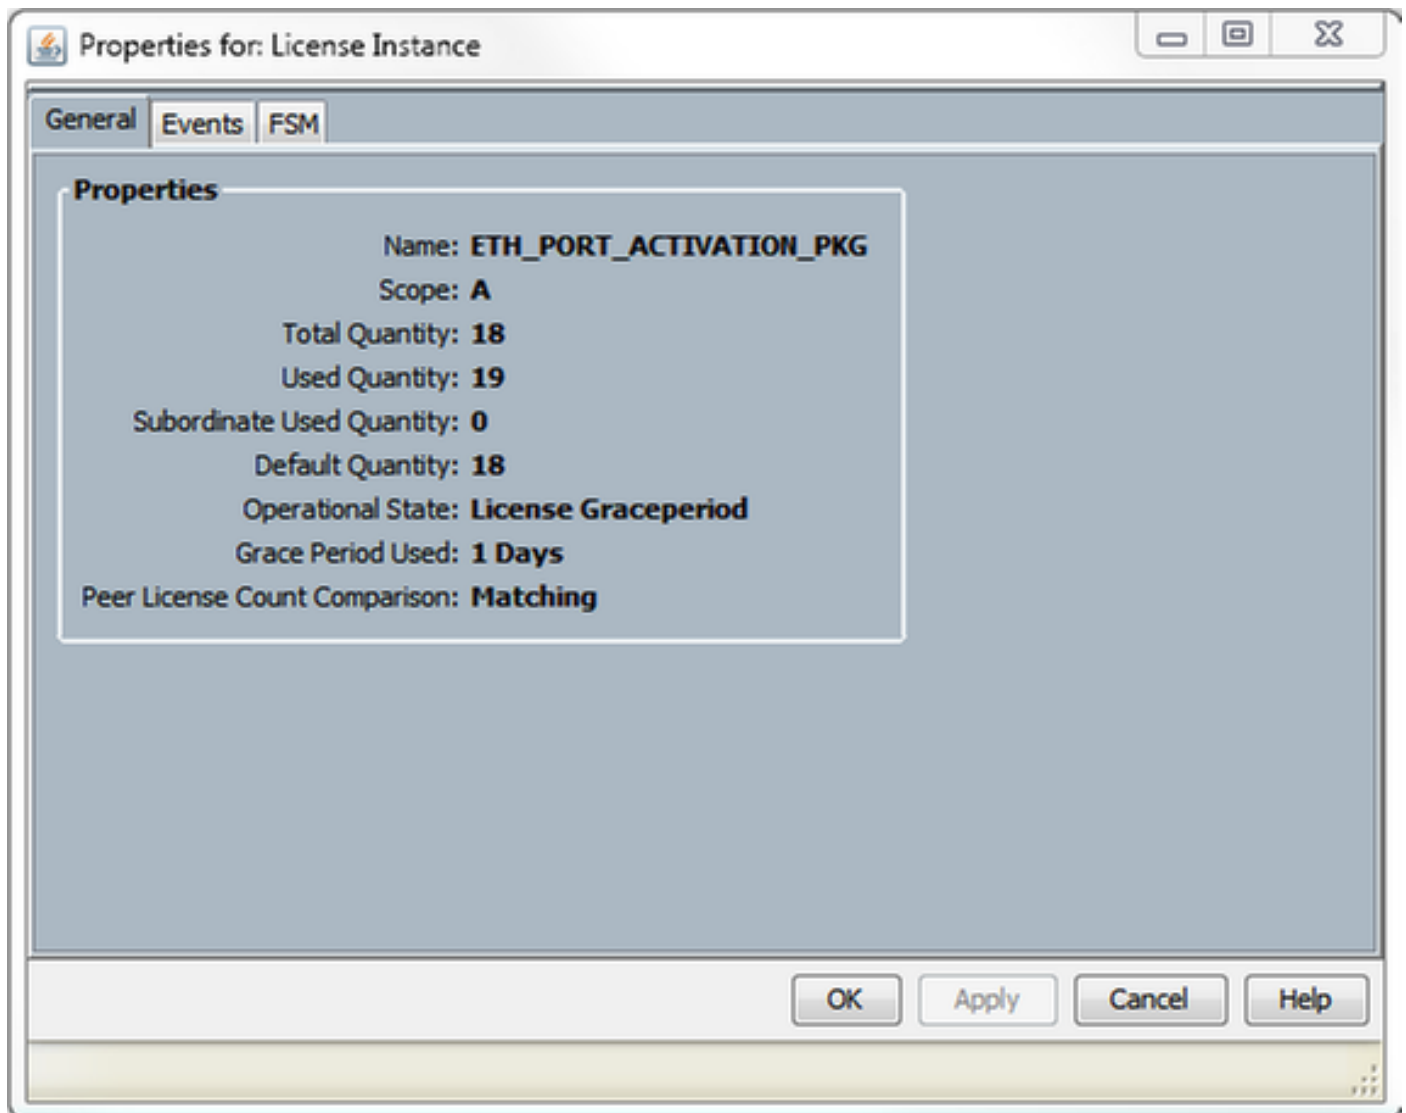 Properties for: License Instance
General Events FSM
Properties
Name: ETH_PORT_ACTIVATION_PKG
Scope: A
Total Quantity: 18
Used Quantity: 19
Subordinate Used Quantity: 0
Default Quantity: 18
Operational State: License Graceperiod
Grace Period Used: 1 Days
Peer License Count Comparison: Matching
OK Apply Cancel Help